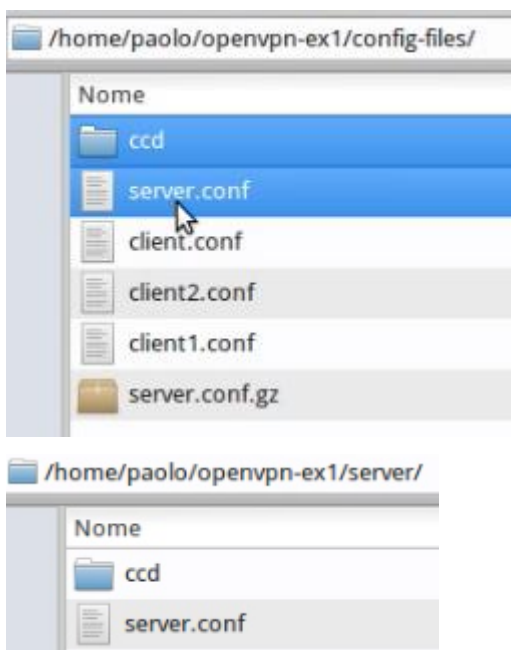 /home/paolo/openvpn-ex1/config-files/
Nome
ccd
server.conf
client.conf
client2.conf
client1.conf
server.conf.gz
/home/paolo/openvpn-ex1/server/
Nome
ccd
server.conf